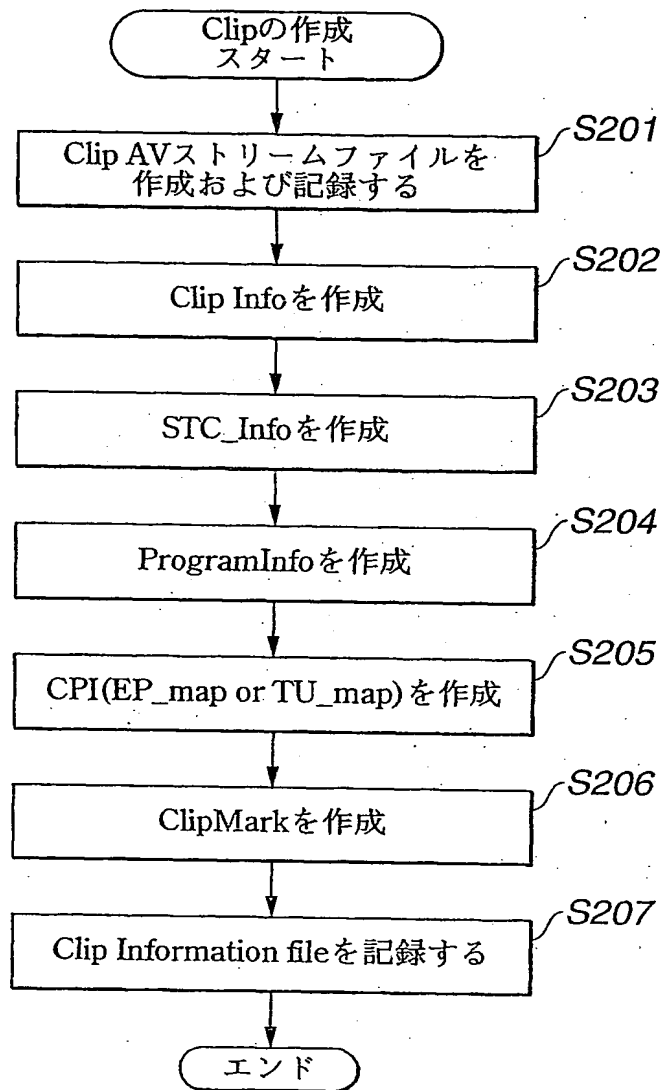 Clipの作成
スタート
S201
Clip AVストリームファイルを
作成および記録する
S202
Clip Infoを作成
S203
STC_Infoを作成
S204
ProgramInfoを作成
S205
CPI(EP_map or TU_map)を作成
S206
ClipMarkを作成
S207
Clip Information fileを記録する
エンド